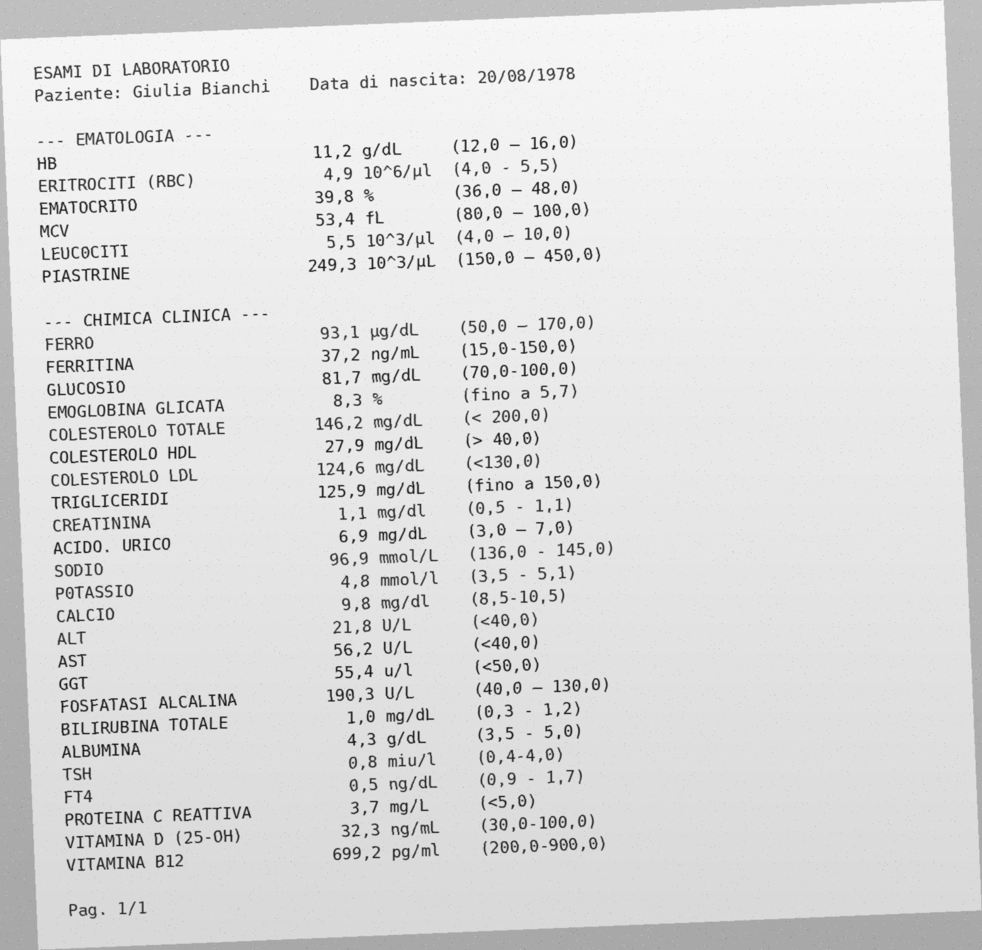 ESAMI DI LABORATORIO
Paziente: Giulia Bianchi    Data di nascita: 20/08/1978
--- EMATOLOGIA ---
HB 11,2 g/dL (12,0 – 16,0)
ERITROCITI (RBC) 4,9 10^6/µl (4,0 - 5,5)
EMATOCRITO 39,8 % (36,0 – 48,0)
MCV 53,4 fL (80,0 – 100,0)
LEUC0CITI 5,5 10^3/µl (4,0 – 10,0)
PIASTRINE 249,3 10^3/µL (150,0 – 450,0)
--- CHIMICA CLINICA ---
FERRO 93,1 µg/dL (50,0 – 170,0)
FERRITINA 37,2 ng/mL (15,0-150,0)
GLUCOSIO 81,7 mg/dL (70,0-100,0)
EMOGLOBINA GLICATA 8,3 % (fino a 5,7)
COLESTEROLO TOTALE 146,2 mg/dL (< 200,0)
COLESTEROLO HDL 27,9 mg/dL (> 40,0)
COLESTEROLO LDL 124,6 mg/dL (<130,0)
TRIGLICERIDI 125,9 mg/dL (fino a 150,0)
CREATININA 1,1 mg/dl (0,5 - 1,1)
ACIDO. URICO 6,9 mg/dL (3,0 – 7,0)
SODIO 96,9 mmol/L (136,0 - 145,0)
P0TASSIO 4,8 mmol/l (3,5 - 5,1)
CALCIO 9,8 mg/dl (8,5-10,5)
ALT 21,8 U/L (<40,0)
AST 56,2 U/L (<40,0)
GGT 55,4 u/l (<50,0)
FOSFATASI ALCALINA 190,3 U/L (40,0 – 130,0)
BILIRUBINA TOTALE 1,0 mg/dL (0,3 - 1,2)
ALBUMINA 4,3 g/dL (3,5 - 5,0)
TSH 0,8 miu/l (0,4-4,0)
FT4 0,5 ng/dL (0,9 - 1,7)
PROTEINA C REATTIVA 3,7 mg/L (<5,0)
VITAMINA D (25-OH) 32,3 ng/mL (30,0-100,0)
VITAMINA B12 699,2 pg/ml (200,0-900,0)
Pag. 1/1